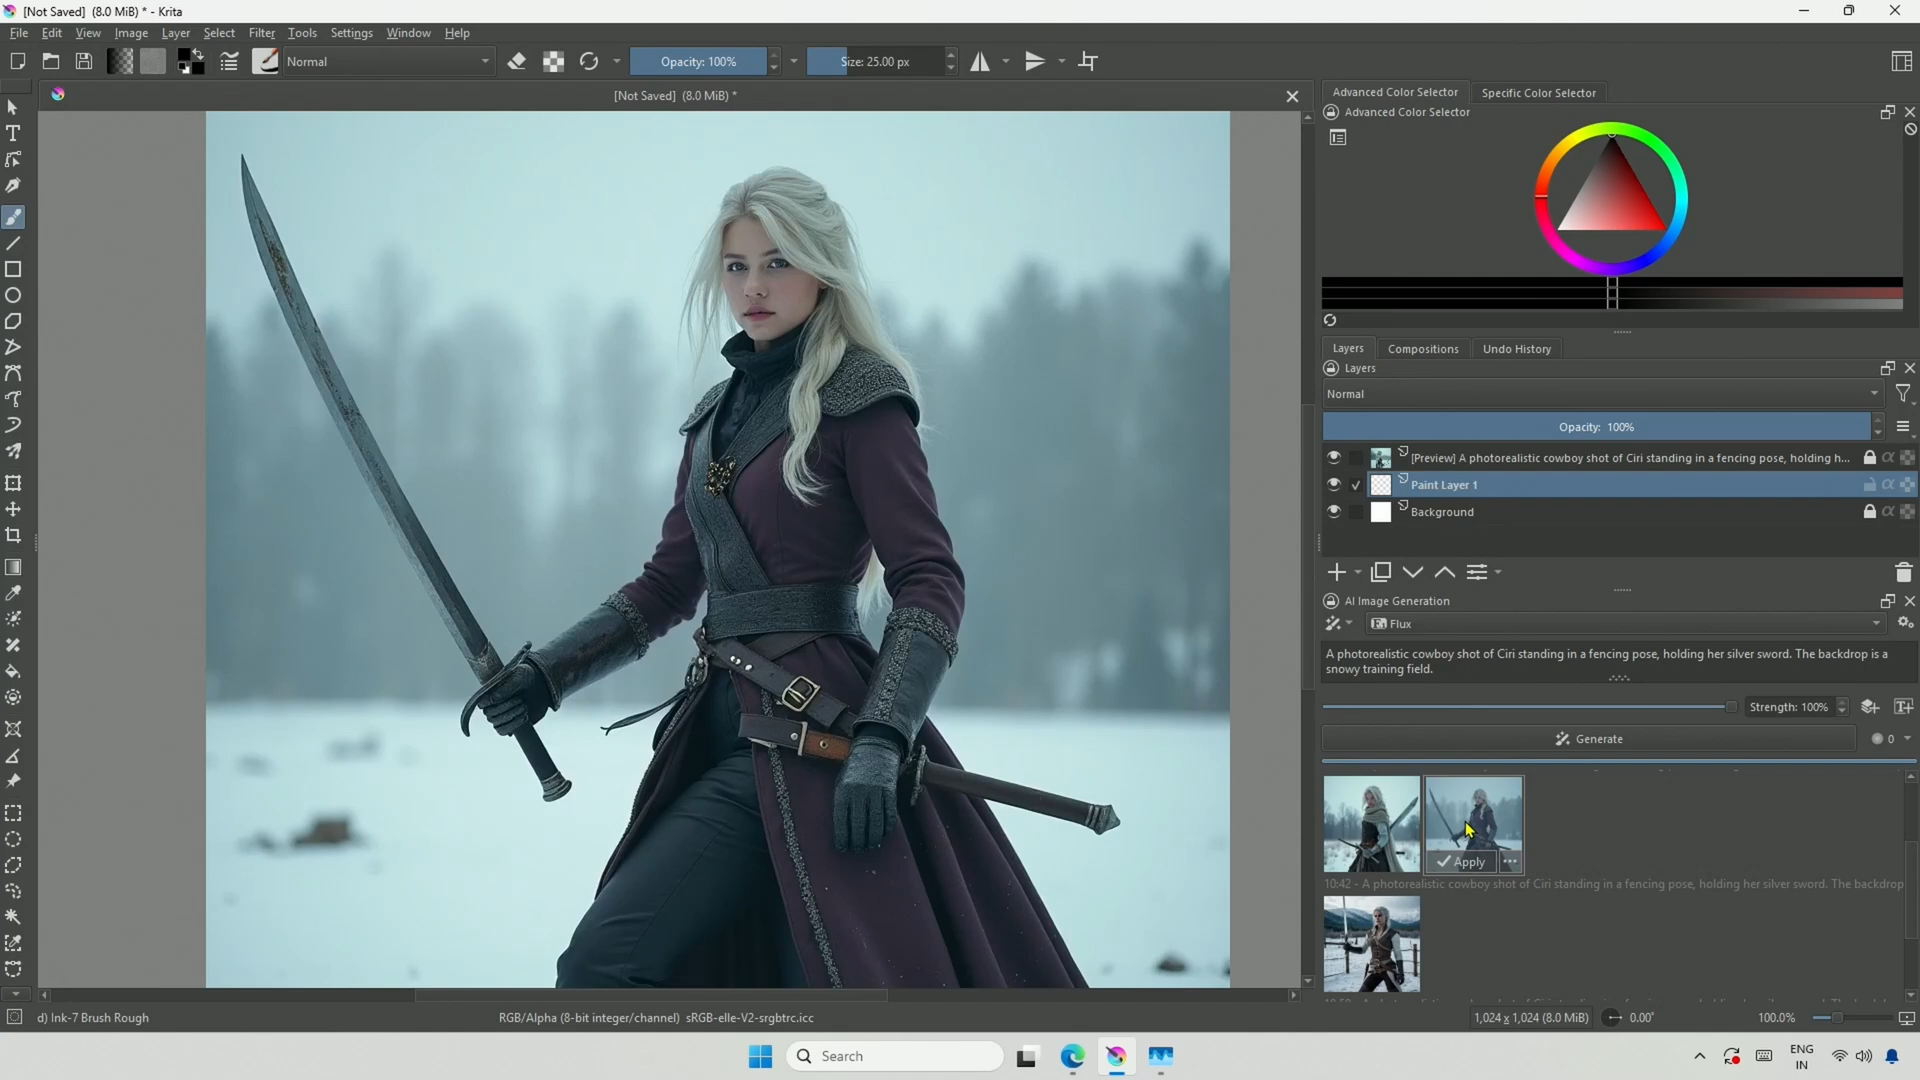 [Not Saved] (8.0 MiB) * - Krita
File Edit View Image Layer Select Filter Tools Settings Window Help
Normal
Opacity: 100%
Size: 25.00 px
[Not Saved] (8.0 MiB) *
Advanced Color Selector
Specific Color Selector
Advanced Color Selector
Layers
Compositions
Undo History
Layers
Normal
Opacity: 100%
[Preview] A photorealistic cowboy shot of Ciri standing in a fencing pose, holding h...
Paint Layer 1
Background
AI Image Generation
Flux
A photorealistic cowboy shot of Ciri standing in a fencing pose, holding her silver sword. The backdrop is a
snowy training field.
Strength: 100%
Generate
0
Apply
10:42 - A photorealistic cowboy shot of Ciri standing in a fencing pose, holding her silver sword. The backdrop
d) Ink-7 Brush Rough
RGB/Alpha (8-bit integer/channel) sRGB-elle-V2-srgbtrc.icc
1,024 x 1,024 (8.0 MiB)
0.00°
100.0%
Search
ENG
IN